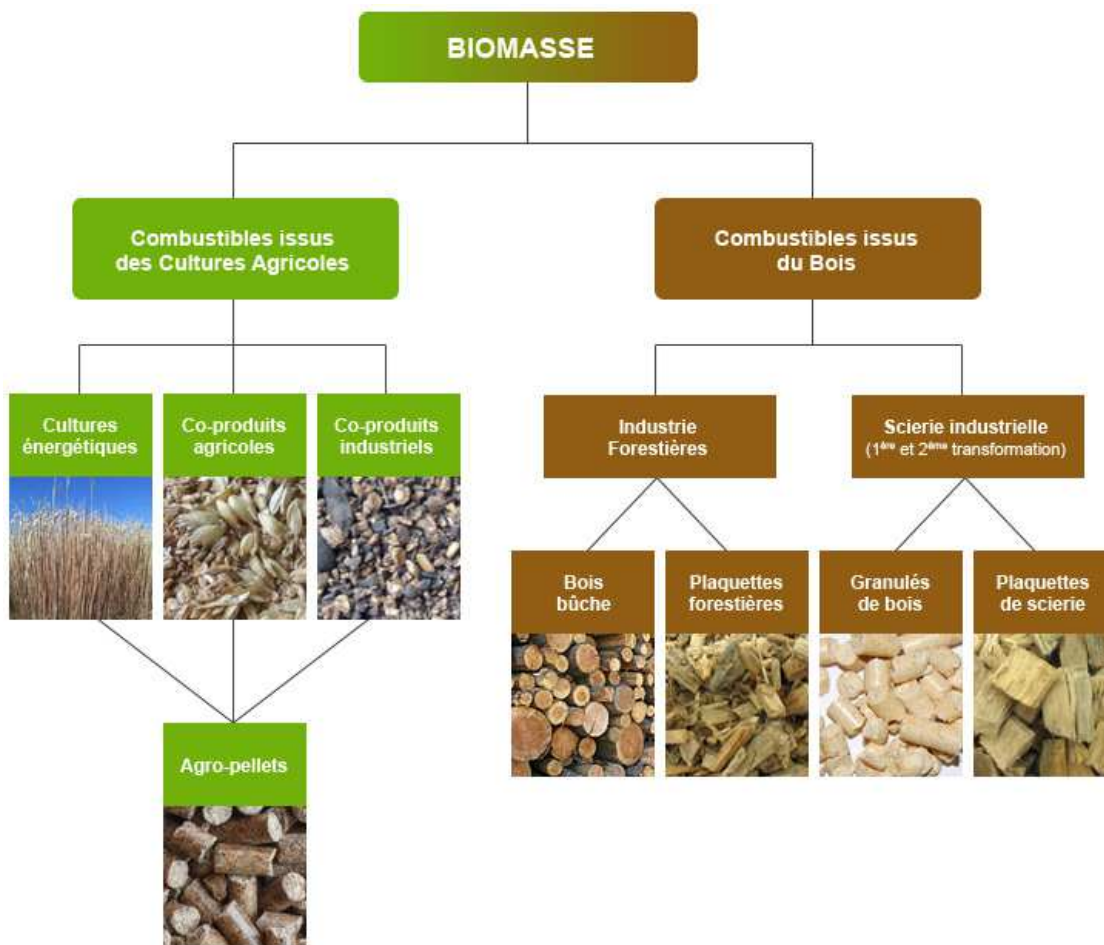 BIOMASSE
Combustibles issus
des Cultures Agricoles
Combustibles issus
du Bois
Cultures
énergétiques
Co-produits
agricoles
Co-produits
industriels
Industrie
Forestières
Scierie industrielle
(1ère et 2ème transformation)
Bois
bûche
Plaquettes
forestières
Granulés
de bois
Plaquettes
de scierie
Agro-pellets